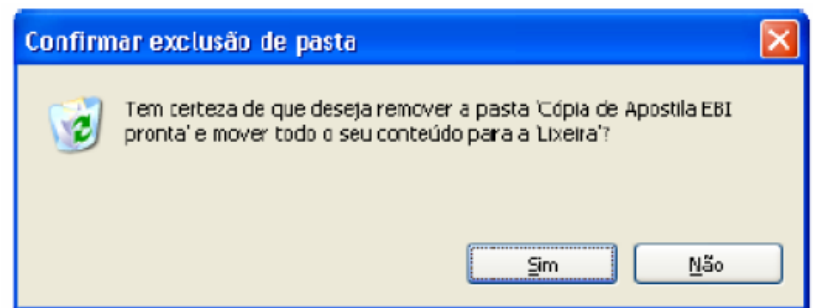 Confirmar exclusão de pasta
Tem certeza de que deseja remover a pasta 'Cópia de Apostila EBI
pronta' e mover todo o seu conteúdo para a 'Lixeira'?
Sim
Não